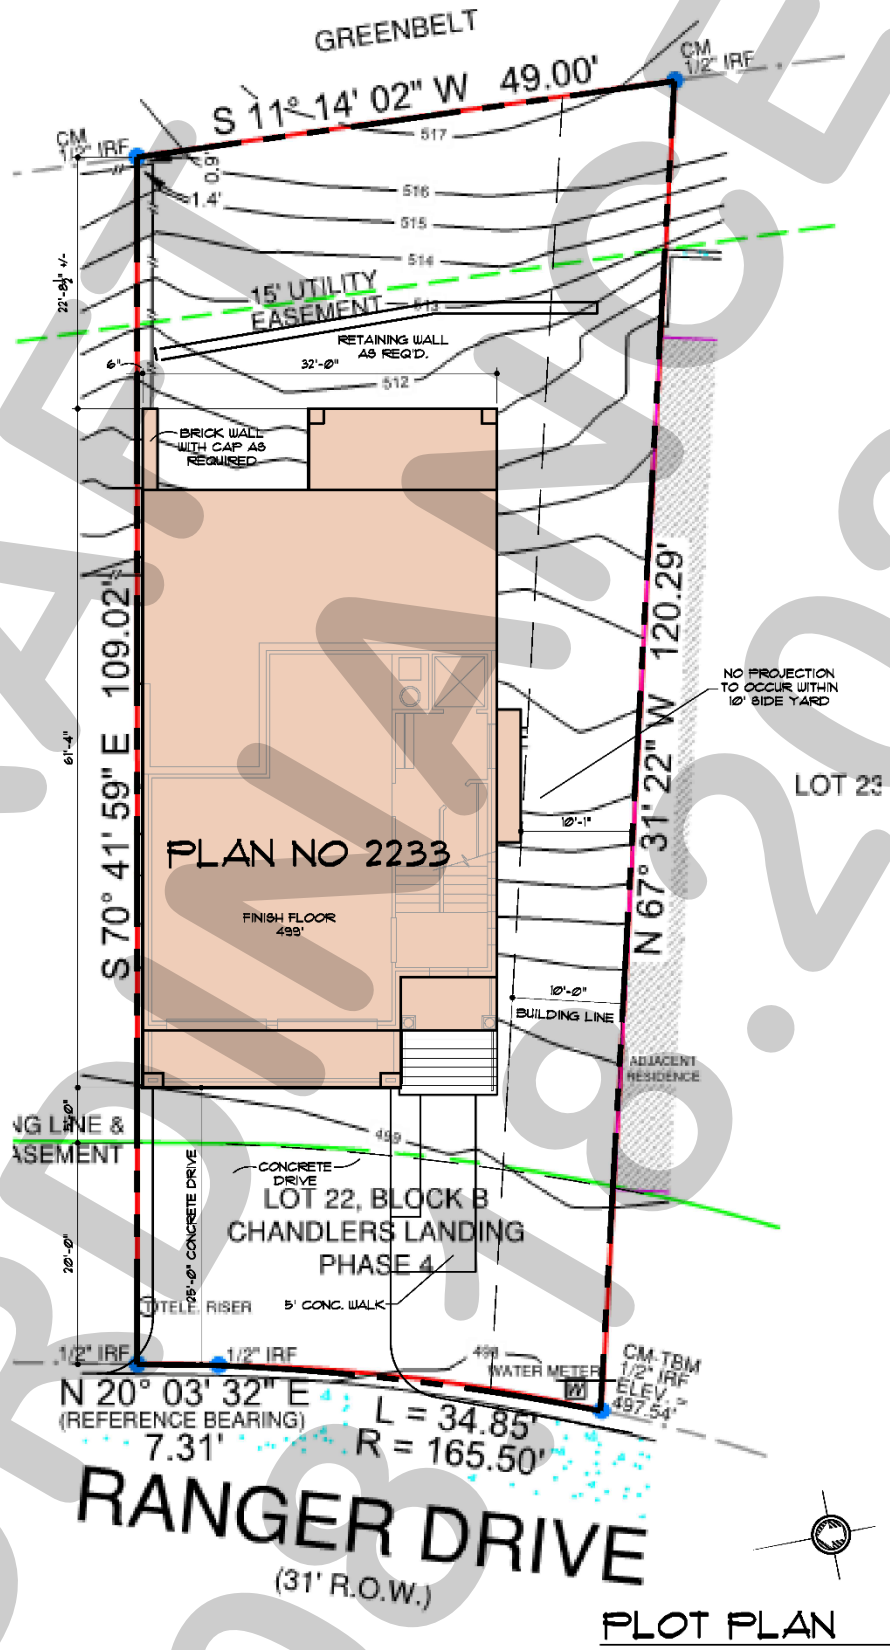 GREENBELT
CM
1/2" IRF
S 11° 14' 02" W 49.00'
CM
1/2" IRF
517
0.9'
1.4'
516
515
514
15' UTILITY
EASEMENT
513
22'-8½" +/-
RETAINING WALL
AS REQ'D.
6"
32'-0"
512
BRICK WALL
WITH CAP AS
REQUIRED
S 70° 41' 59" E 109.02'
N 67° 31' 22" W 120.29'
NO PROJECTION
TO OCCUR WITHIN
10' SIDE YARD
61'-4"
LOT 23
10'-1"
PLAN NO 2233
FINISH FLOOR
499'
10'-0"
BUILDING LINE
ADJACENT
RESIDENCE
NG LINE &
ASEMENT
499
CONCRETE
DRIVE
25'-0" CONCRETE DRIVE
LOT 22, BLOCK B
CHANDLERS LANDING
PHASE 4
20'-0"
5' CONC. WALK
TELE. RISER
1/2" IRF
1/2" IRF
498
WATER METER
W
CM-TBM
1/2" IRF
ELEV. =
497.54'
N 20° 03' 32" E
(REFERENCE BEARING)
7.31'
L = 34.85'
R = 165.50'
RANGER DRIVE
(31' R.O.W.)
PLOT PLAN